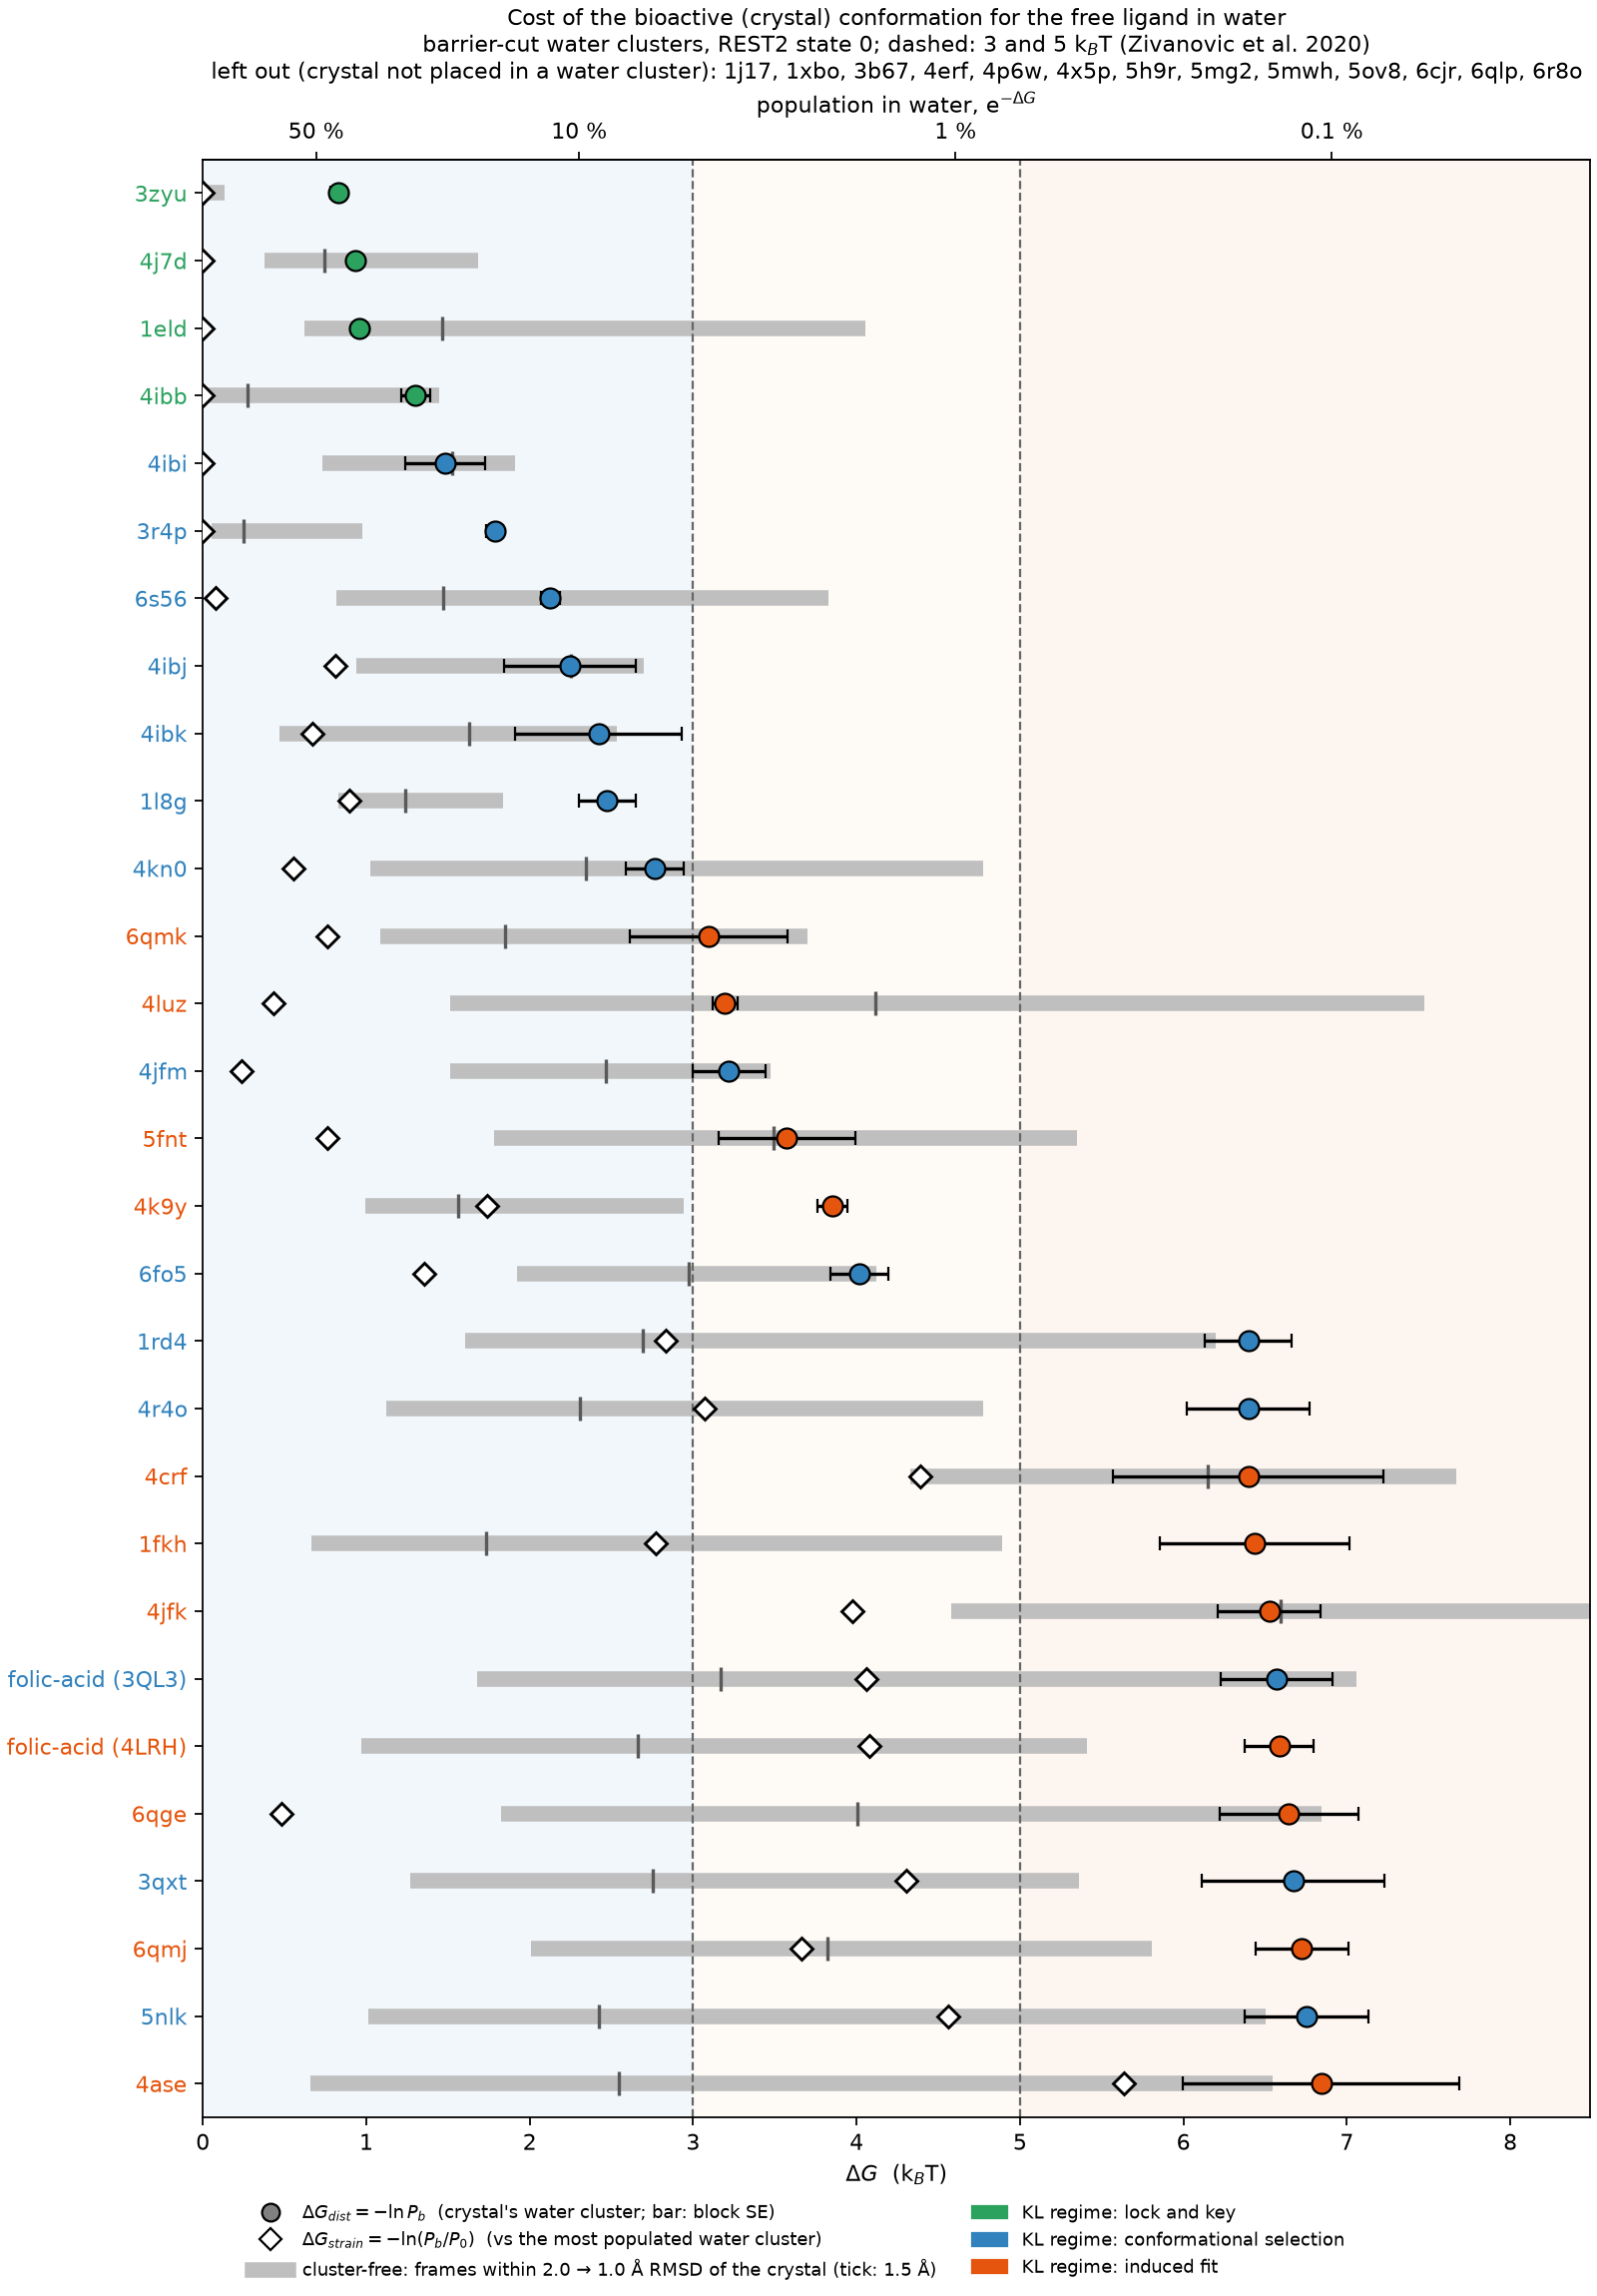 Cost of the bioactive (crystal) conformation for the free ligand in water
barrier-cut water clusters, REST2 state 0; dashed: 3 and 5 k_BT (Zivanovic et al. 2020)
left out (crystal not placed in a water cluster): 1j17, 1xbo, 3b67, 4erf, 4p6w, 4x5p, 5h9r, 5mg2, 5mwh, 5ov8, 6cjr, 6qlp, 6r8o
population in water, e^{−ΔG}
50 % 10 % 1 % 0.1 %
3zyu
4j7d
1eld
4ibb
4ibi
3r4p
6s56
4ibj
4ibk
1l8g
4kn0
6qmk
4luz
4jfm
5fnt
4k9y
6fo5
1rd4
4r4o
4crf
1fkh
4jfk
folic-acid (3QL3)
folic-acid (4LRH)
6qge
3qxt
6qmj
5nlk
4ase
0 1 2 3 4 5 6 7 8
ΔG (k_BT)
ΔG_{dist} = −ln P_b (crystal's water cluster; bar: block SE)
ΔG_{strain} = −ln(P_b/P_0) (vs the most populated water cluster)
cluster-free: frames within 2.0 → 1.0 Å RMSD of the crystal (tick: 1.5 Å)
KL regime: lock and key
KL regime: conformational selection
KL regime: induced fit